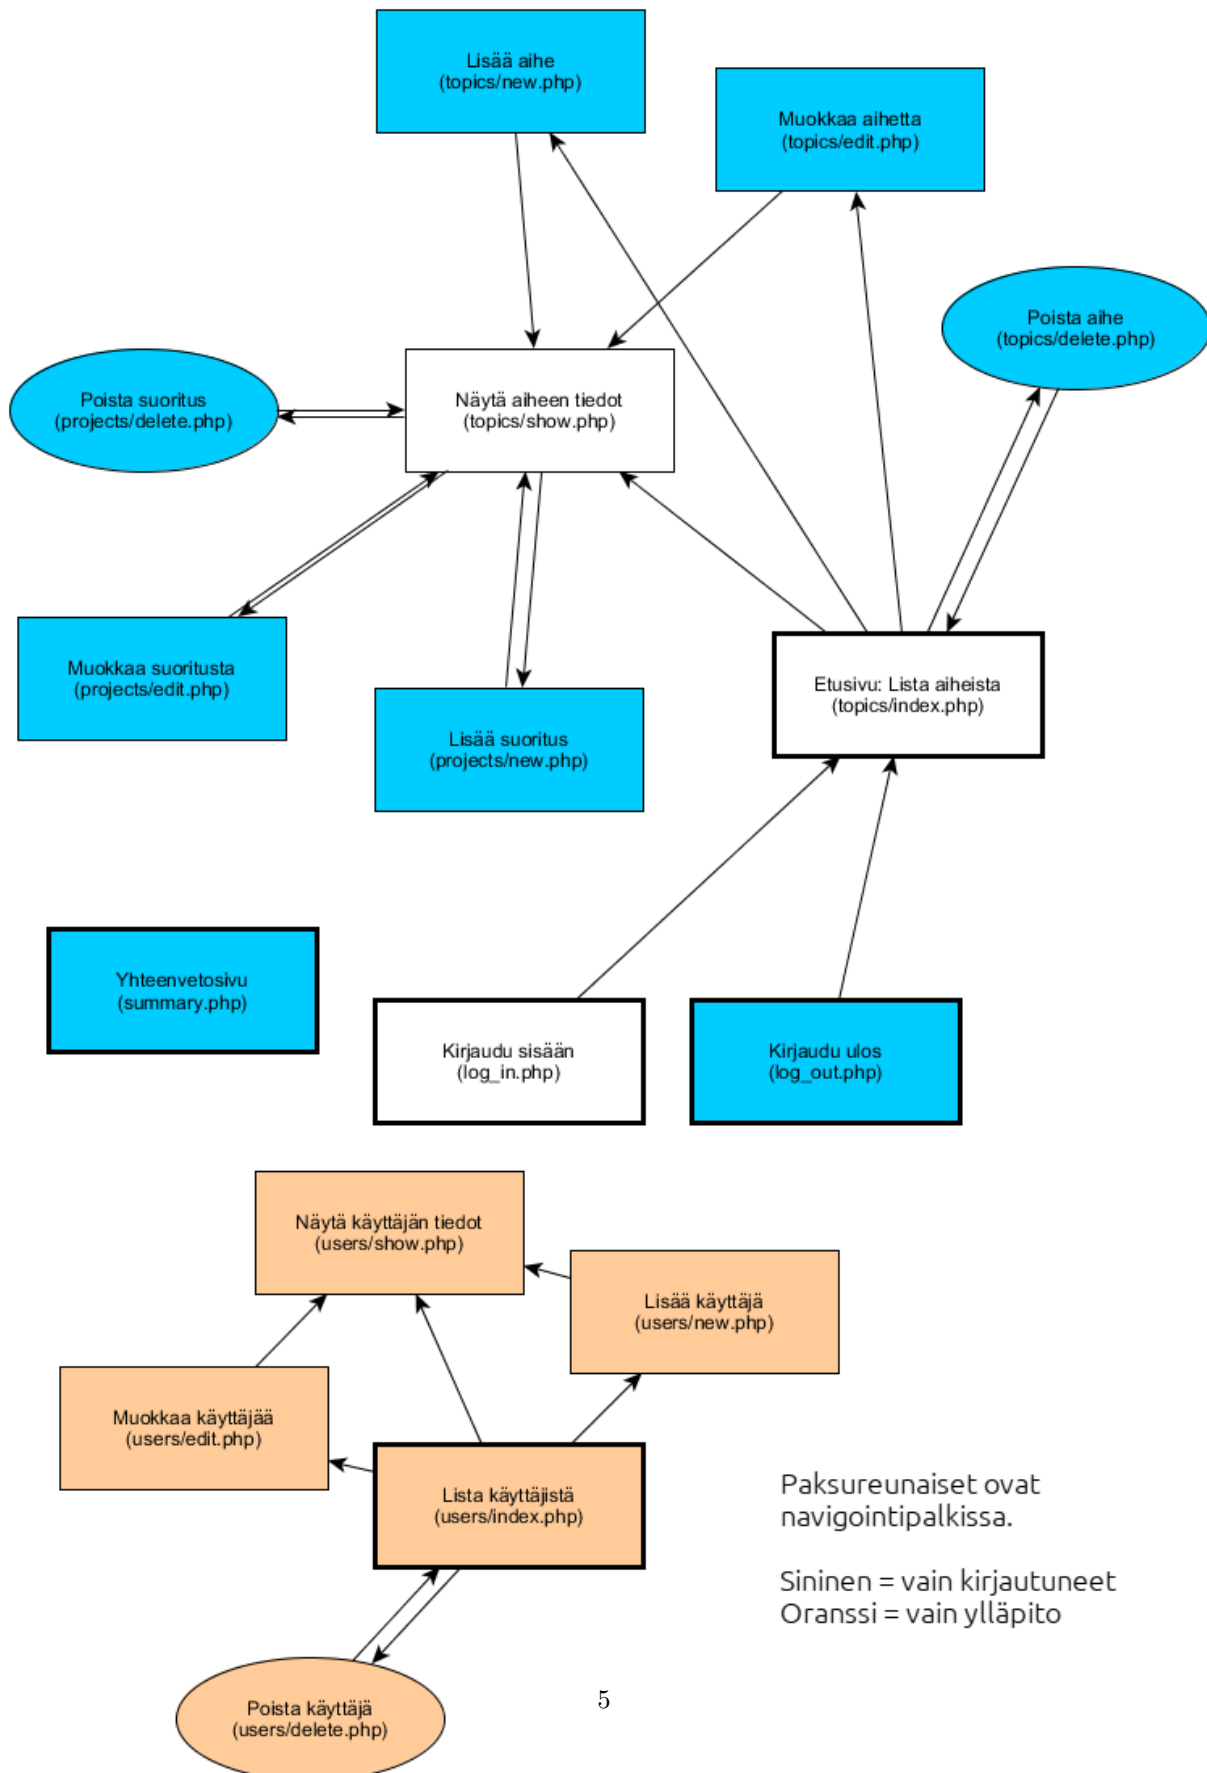 Lisää aihe
(topics/new.php)
Muokkaa aihetta
(topics/edit.php)
Poista aihe
(topics/delete.php)
Poista suoritus
(projects/delete.php)
Näytä aiheen tiedot
(topics/show.php)
Muokkaa suoritusta
(projects/edit.php)
Lisää suoritus
(projects/new.php)
Etusivu: Lista aiheista
(topics/index.php)
Yhteenvetosivu
(summary.php)
Kirjaudu sisään
(log_in.php)
Kirjaudu ulos
(log_out.php)
Näytä käyttäjän tiedot
(users/show.php)
Lisää käyttäjä
(users/new.php)
Muokkaa käyttäjää
(users/edit.php)
Lista käyttäjistä
(users/index.php)
Paksureunaiset ovat
navigointipalkissa.
Sininen = vain kirjautuneet
Oranssi = vain ylläpito
Poista käyttäjä
(users/delete.php)
5